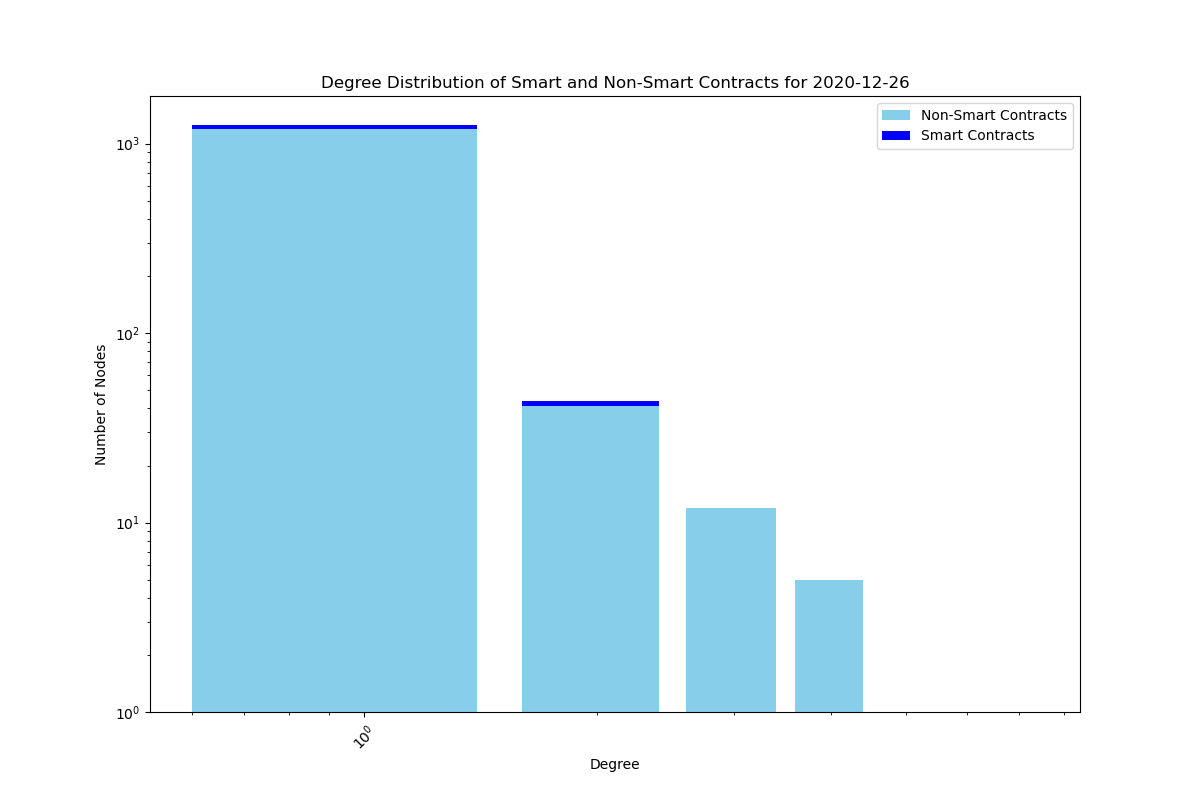 Degree Distribution of Smart and Non-Smart Contracts for 2020-12-26
Non-Smart Contracts
Smart Contracts
10³
10²
10¹
10⁰
Number of Nodes
10⁰
Degree